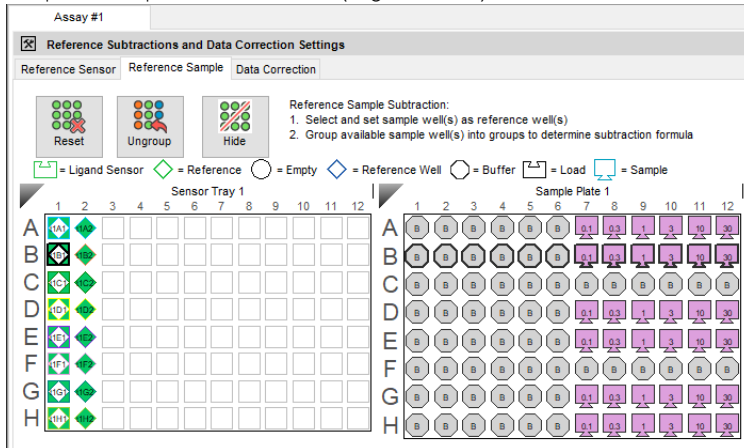 Assay #1
Reference Subtractions and Data Correction Settings
Reference Sensor Reference Sample Data Correction
Reset Ungroup Hide
Reference Sample Subtraction:
1. Select and set sample well(s) as reference well(s)
2. Group available sample well(s) into groups to determine subtraction formula
= Ligand Sensor = Reference = Empty = Reference Well = Buffer = Load = Sample
Sensor Tray 1 Sample Plate 1
1 2 3 4 5 6 7 8 9 10 11 12 1 2 3 4 5 6 7 8 9 10 11 12
A 1A1 1A2 A B B B B B B 0.1 0.3 1 3 10 30
B 1B1 1B2 B B B B B B B 0.1 0.3 1 3 10 30
C 1C1 1C2 C B B B B B B B B B B B B
D 1D1 1D2 D B B B B B B 0.1 0.3 1 3 10 30
E 1E1 1E2 E B B B B B B 0.1 0.3 1 3 10 30
F 1F1 1F2 F B B B B B B B B B B B B
G 1G1 1G2 G B B B B B B 0.1 0.3 1 3 10 30
H 1H1 1H2 H B B B B B B 0.1 0.3 1 3 10 30